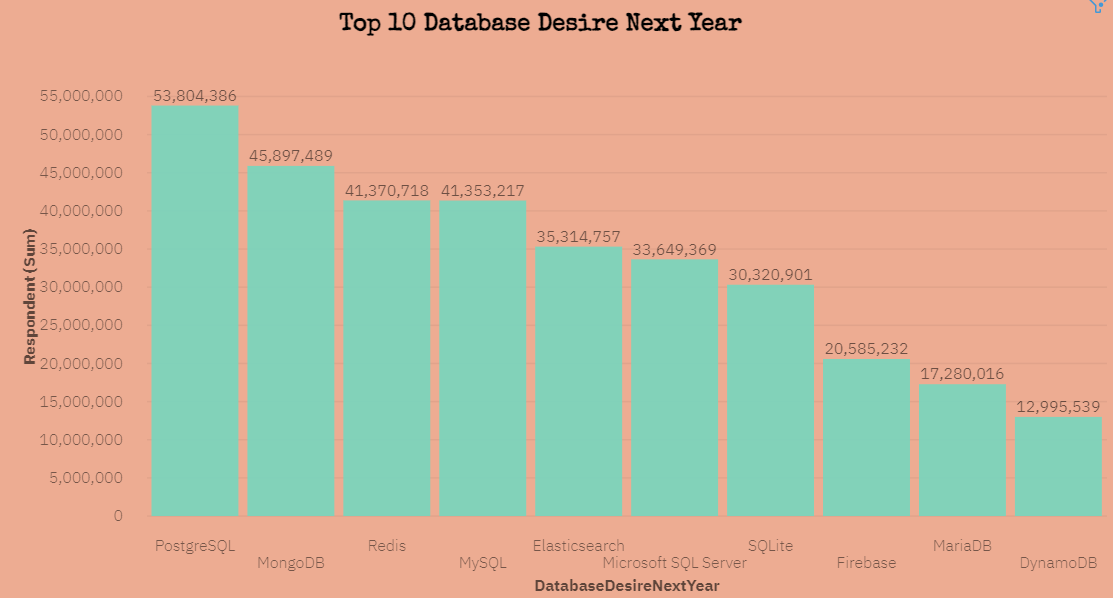 Top 10 Database Desire Next Year
Respondent (Sum)
55,000,000
50,000,000
45,000,000
40,000,000
35,000,000
30,000,000
25,000,000
20,000,000
15,000,000
10,000,000
5,000,000
0
53,804,386
45,897,489
41,370,718
41,353,217
35,314,757
33,649,369
30,320,901
20,585,232
17,280,016
12,995,539
PostgreSQL
MongoDB
Redis
MySQL
Elasticsearch
Microsoft SQL Server
SQLite
Firebase
MariaDB
DynamoDB
DatabaseDesireNextYear